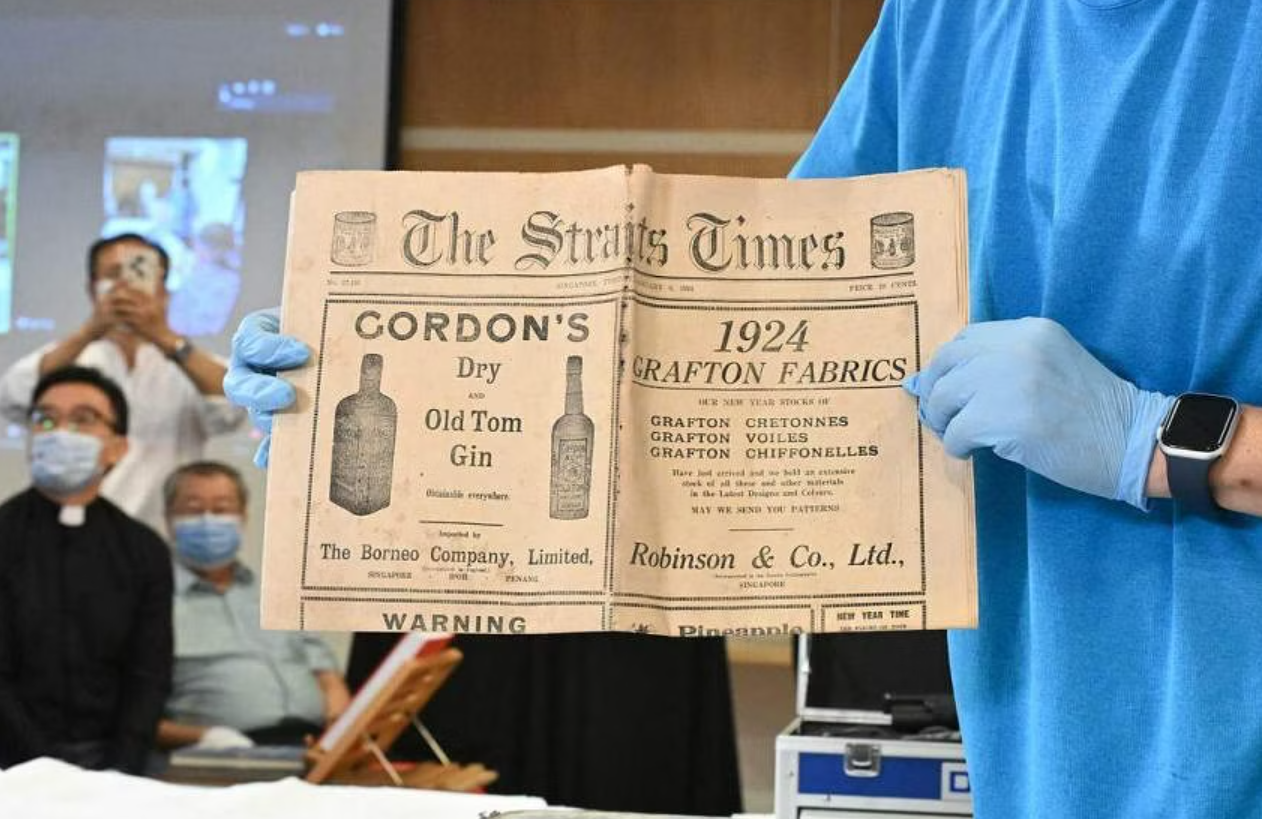 The Straits Times
PRICE 10 CENTS.
GORDON'S
Dry
AND
Old Tom
Gin
Obtainable everywhere.
Imported by
The Borneo Company, Limited,
SINGAPORE IPOH PENANG
WARNING
1924
GRAFTON FABRICS
OUR NEW YEAR STOCKS OF
GRAFTON CRETONNES
GRAFTON VOILES
GRAFTON CHIFFONELLES
Have just arrived and we hold an extensive
stock of all these and other materials
in the Latest Designs and Colours.
MAY WE SEND YOU PATTERNS
Robinson & Co., Ltd.,
SINGAPORE
Pineapple
NEW YEAR TIME